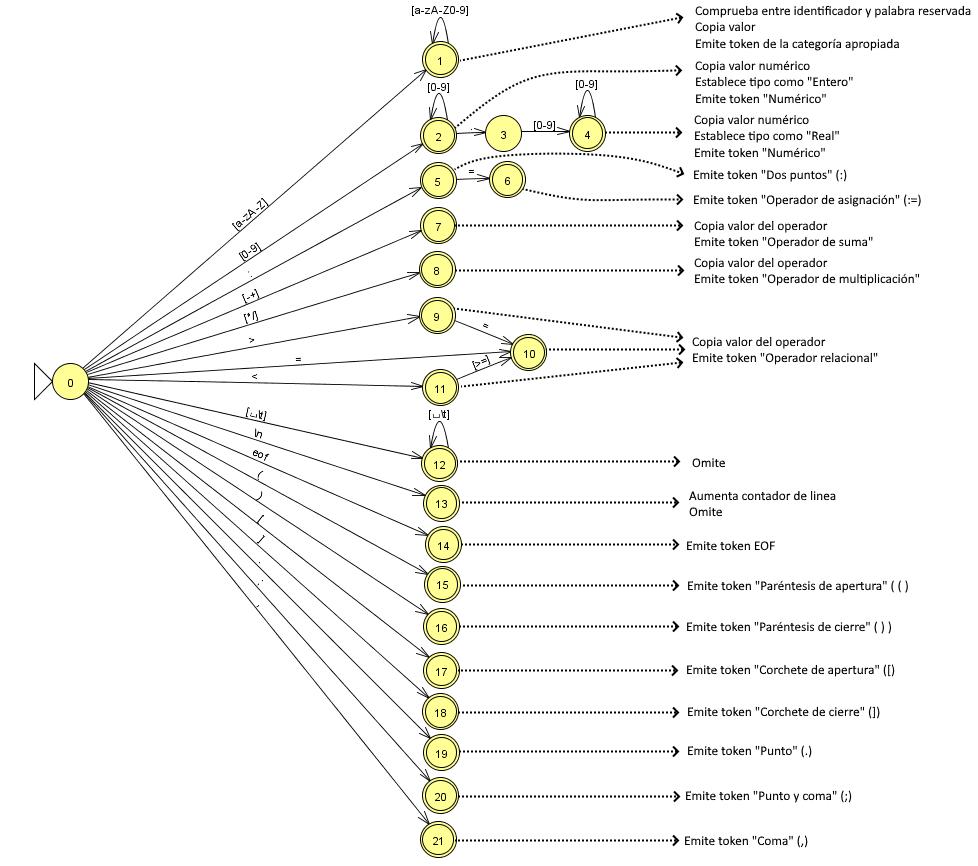 [a-zA-Z0-9]
Comprueba entre identificador y palabra reservada
Copia valor
Emite token de la categoría apropiada
1
[a-zA-Z]
[0-9]
Copia valor numérico
Establece tipo como "Entero"
Emite token "Numérico"
2
.
3
[0-9]
4
[0-9]
Copia valor numérico
Establece tipo como "Real"
Emite token "Numérico"
[0-9]
5
=
6
Emite token "Dos puntos" (:)
Emite token "Operador de asignación" (:=)
:
7
Copia valor del operador
Emite token "Operador de suma"
[-+]
8
Copia valor del operador
Emite token "Operador de multiplicación"
[*/]
9
>
=
10
Copia valor del operador
Emite token "Operador relacional"
=
[>=]
<
11
0
[␣\t]
[␣\t]
12
Omite
\n
13
Aumenta contador de linea
Omite
eof
14
Emite token EOF
(
15
Emite token "Paréntesis de apertura" ( ( )
)
16
Emite token "Paréntesis de cierre" ( ) )
[
17
Emite token "Corchete de apertura" ([)
]
18
Emite token "Corchete de cierre" (])
.
19
Emite token "Punto" (.)
;
20
Emite token "Punto y coma" (;)
,
21
Emite token "Coma" (,)